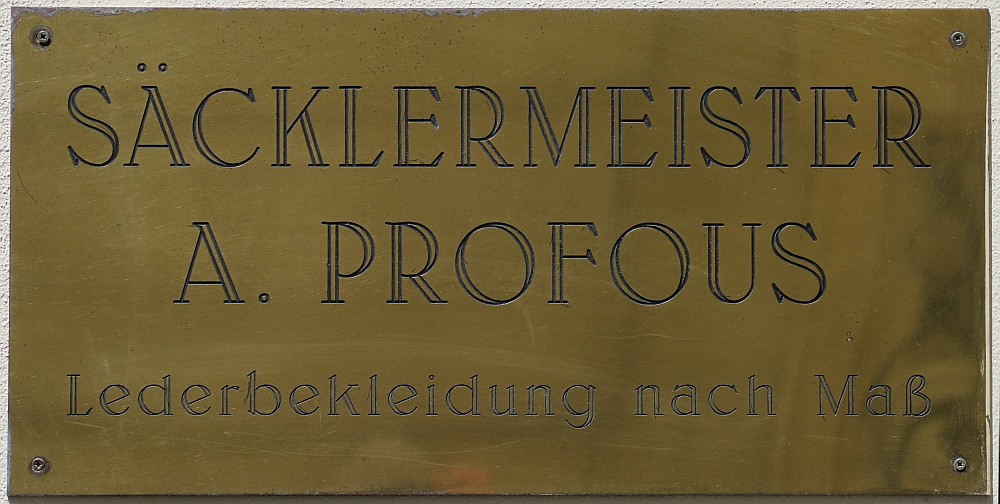 SÄCKLERMEISTER
A. PROFOUS
Lederbekleidung nach Maß